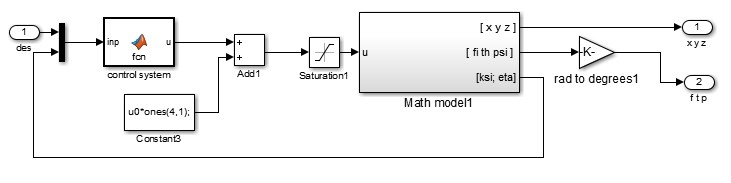 1
des
inp
fcn
u
control system
+
+
Add1
u0*ones(4,1);
Constant3
Saturation1
u
[ x y z ]
[ fi th psi ]
[ksi; eta]
Math model1
-K-
rad to degrees1
1
x y z
2
f t p